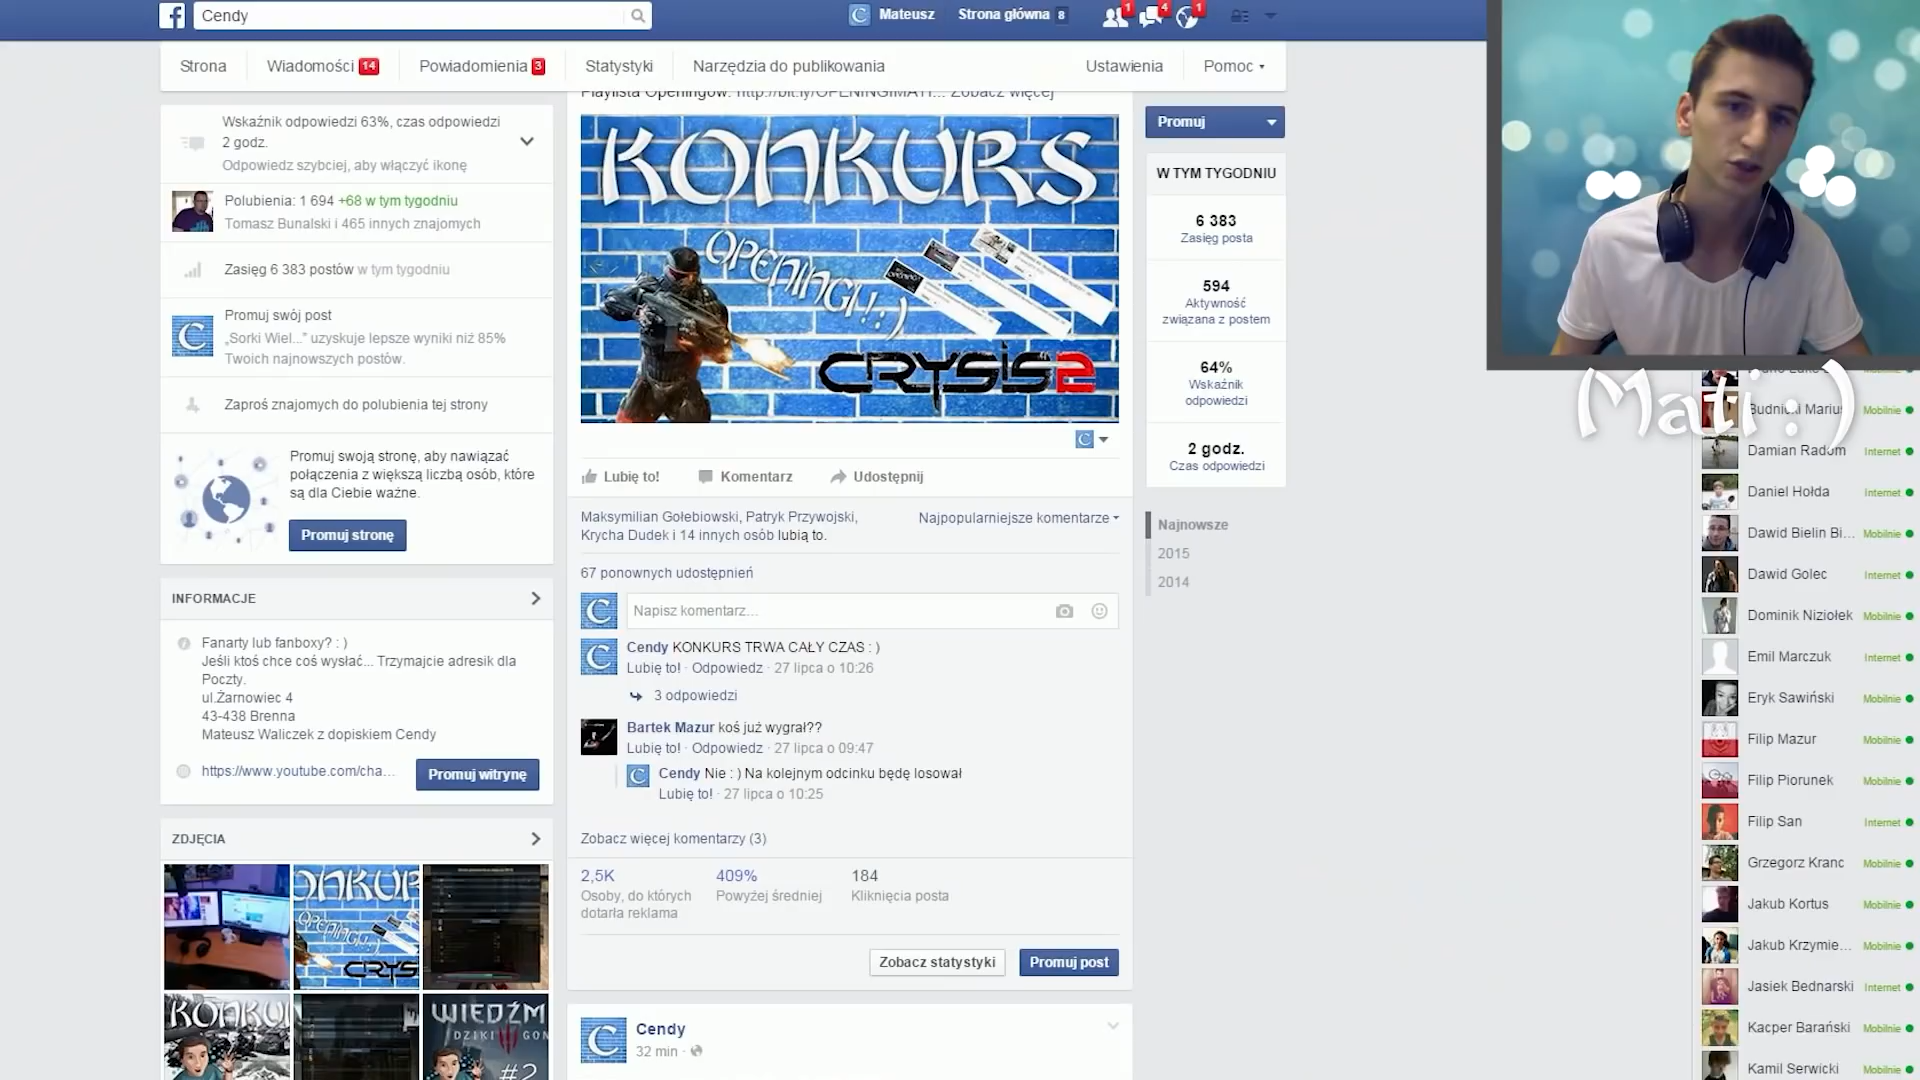 Cendy
Mateusz
Strona główna 8
1
4
1
Strona
Wiadomości 14
Powiadomienia 3
Statystyki
Narzędzia do publikowania
Ustawienia
Pomoc
Wskaźnik odpowiedzi 63%, czas odpowiedzi
2 godz.
Odpowiedz szybciej, aby włączyć ikonę
Polubienia: 1 694 +68 w tym tygodniu
Tomasz Bunalski i 465 innych znajomych
Zasięg 6 383 postów w tym tygodniu
Promuj swój post
„Sorki Wiel...” uzyskuje lepsze wyniki niż 85%
Twoich najnowszych postów.
Zaproś znajomych do polubienia tej strony
Promuj swoją stronę, aby nawiązać
połączenia z większą liczbą osób, które
są dla Ciebie ważne.
Promuj stronę
INFORMACJE
Fanarty lub fanboxy? : )
Jeśli ktoś chce coś wysłać... Trzymajcie adresik dla
Poczty.
ul.Żarnowiec 4
43-438 Brenna
Mateusz Waliczek z dopiskiem Cendy
https://www.youtube.com/cha...
Promuj witrynę
ZDJĘCIA
KONKUR
OPENING
CRYS
KONKUR
WIEDŹM
DZIKI GON
#2
Playlista Openingów: http://bit.ly/OPENINGIMATI... Zobacz więcej
KONKURS
OPENINGI!:)
CRYSIS 2
Lubię to!
Komentarz
Udostępnij
Maksymilian Gołebiowski, Patryk Przywojski,
Krycha Dudek i 14 innych osób lubią to.
Najpopularniejsze komentarze
67 ponownych udostępnień
Napisz komentarz...
Cendy KONKURS TRWA CAŁY CZAS : )
Lubię to! · Odpowiedz · 27 lipca o 10:26
3 odpowiedzi
Bartek Mazur koś już wygrał??
Lubię to! · Odpowiedz · 27 lipca o 09:47
Cendy Nie : ) Na kolejnym odcinku będę losował
Lubię to! · 27 lipca o 10:25
Zobacz więcej komentarzy (3)
2,5K
Osoby, do których
dotarła reklama
409%
Powyżej średniej
184
Kliknięcia posta
Zobacz statystyki
Promuj post
Cendy
32 min ·
Promuj
W TYM TYGODNIU
6 383
Zasięg posta
594
Aktywność
związana z postem
64%
Wskaźnik
odpowiedzi
2 godz.
Czas odpowiedzi
Najnowsze
2015
2014
Mati : )
Mobilnie
Damian Radom Internet
Daniel Hołda Internet
Dawid Bielin Bi... Mobilnie
Dawid Golec Internet
Dominik Niziołek Mobilnie
Emil Marczuk Internet
Eryk Sawiński Mobilnie
Filip Mazur Mobilnie
Filip Piorunek Mobilnie
Filip San Internet
Grzegorz Kranc Mobilnie
Jakub Kortus Mobilnie
Jakub Krzymie... Mobilnie
Jasiek Bednarski Internet
Kacper Barański Mobilnie
Kamil Serwicki Mobilnie